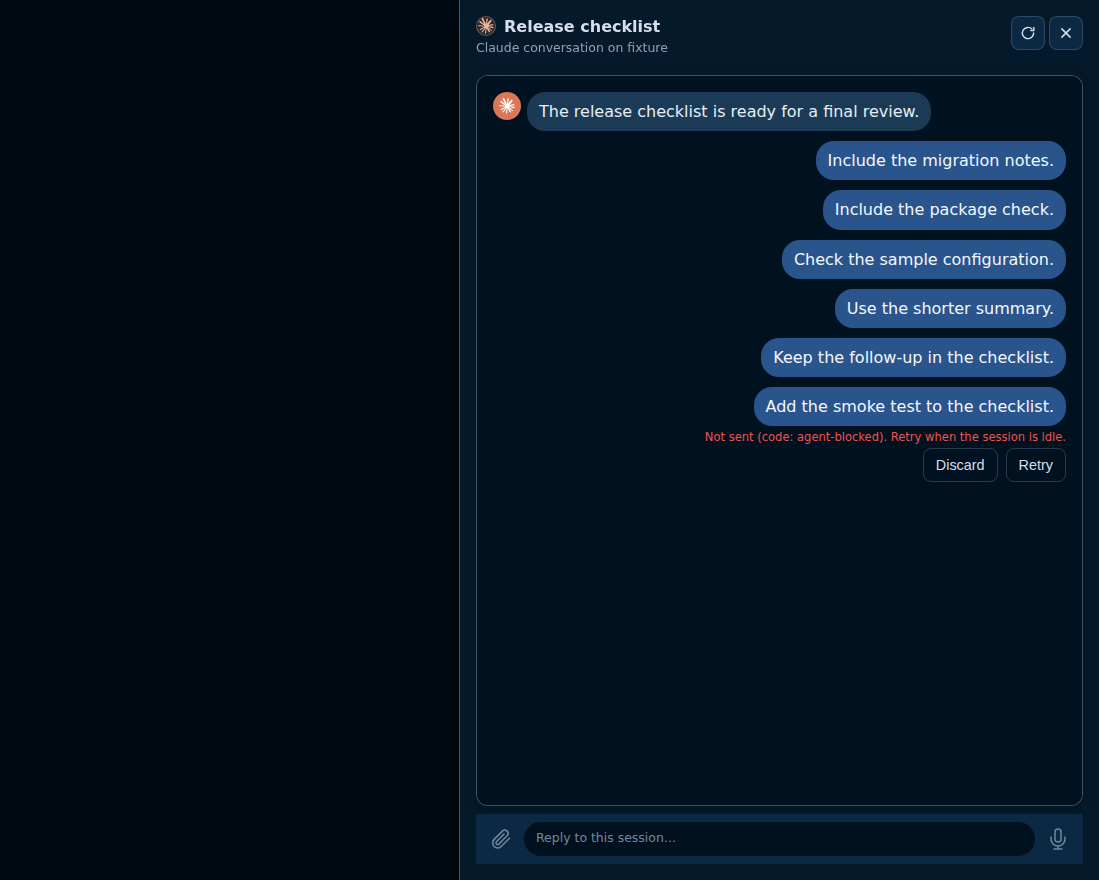 Release checklist
Claude conversation on fixture
The release checklist is ready for a final review.
Include the migration notes.
Include the package check.
Check the sample configuration.
Use the shorter summary.
Keep the follow-up in the checklist.
Add the smoke test to the checklist.
Not sent (code: agent-blocked). Retry when the session is idle.
Discard Retry
Reply to this session...